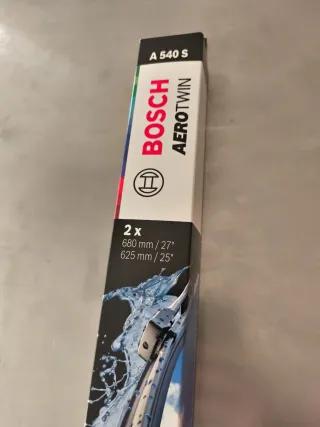 A 540 S
BOSCH
AEROTWIN
2 x
680 mm / 27"
625 mm / 25"